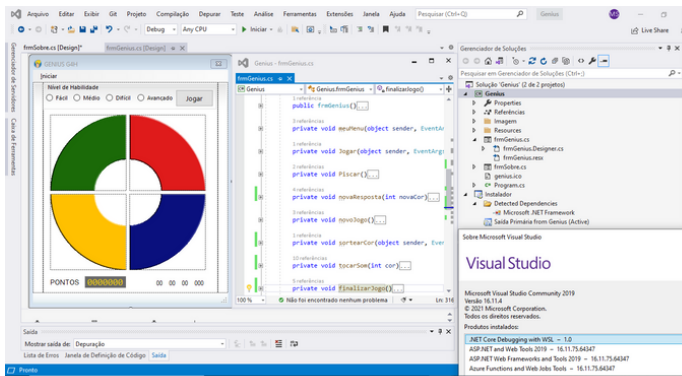 Arquivo Editar Exibir Git Projeto Compilação Depurar Teste Análise Ferramentas Extensões Janela Ajuda Pesquisar (Ctrl+Q) Genius MS
Debug Any CPU Iniciar Live Share
frmSobre.cs [Design]* frmGenius.cs [Design]
Gerenciador de Servidores Caixa de Ferramentas
GENIUS G4H
Iniciar
Nível de Habilidade
Fácil Médio Difícil Avançado Jogar
PONTOS 0000000 00 00 00 000
Genius - frmGenius.cs
frmGenius.cs
Genius Genius.frmGenius finalizarJogo()
1 referência
public frmGenius()...
private void meuMenu(object sender, EventA
private void Jogar(object sender, EventArg
private void Piscar()...
private void novaResposta(int novaCor)...
private void novoJogo()...
private void sortearCor(object sender, Even
10 referências
private void tocarSom(int cor)...
private void finalizarJogo()...
100 % Não foi encontrado nenhum problema Ln: 316
Saída
Mostrar saída de: Depuração
Lista de Erros Janela de Definição de Código Saída
Pronto
Gerenciador de Soluções
Pesquisar em Gerenciador de Soluções (Ctrl+;)
Solução 'Genius' (2 de 2 projetos)
Genius
Properties
Referências
Imagem
Resources
frmGenius.cs
frmGenius.Designer.cs
frmGenius.resx
frmSobre.cs
genius.ico
Program.cs
Instalador
Detected Dependencies
Microsoft .NET Framework
Saída Primária from Genius (Active)
Sobre Microsoft Visual Studio
Visual Studio
Microsoft Visual Studio Community 2019
Versão 16.11.4
© 2021 Microsoft Corporation.
Todos os direitos reservados.
Produtos instalados:
.NET Core Debugging with WSL - 1.0
ASP.NET and Web Tools 2019 - 16.11.75.64347
ASP.NET Web Frameworks and Tools 2019 - 16.11.75.64347
Azure Functions and Web Jobs Tools - 16.11.75.64347